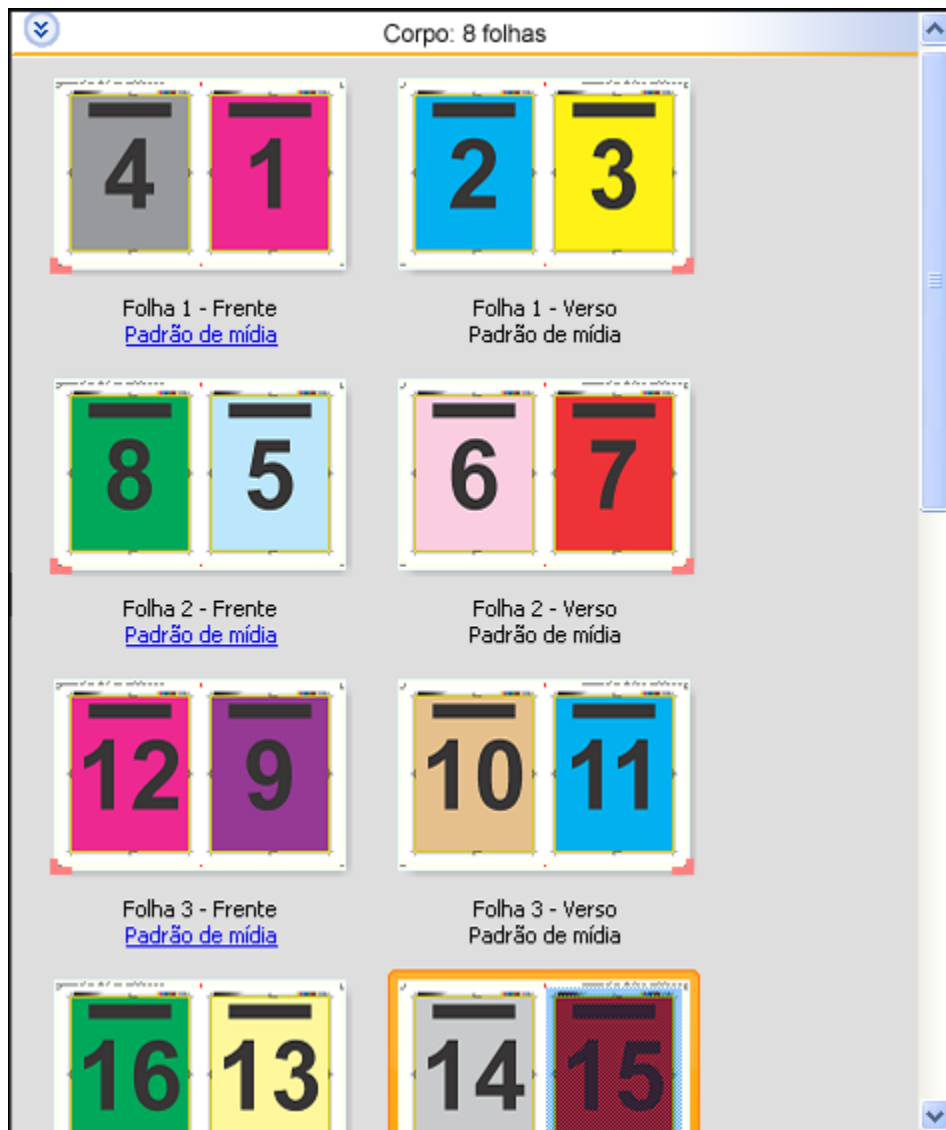 Corpo: 8 folhas
4 1 2 3
Folha 1 - Frente Folha 1 - Verso
Padrão de mídia Padrão de mídia
8 5 6 7
Folha 2 - Frente Folha 2 - Verso
Padrão de mídia Padrão de mídia
12 9 10 11
Folha 3 - Frente Folha 3 - Verso
Padrão de mídia Padrão de mídia
16 13 14 15